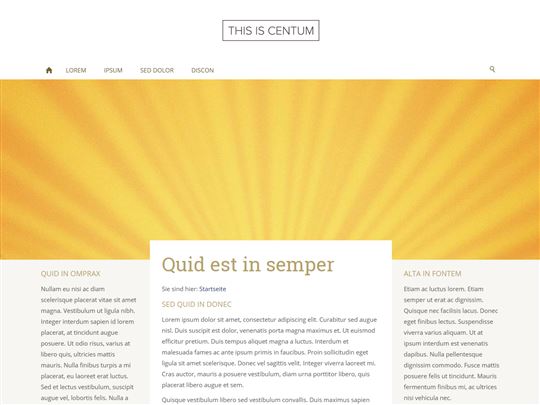 THIS IS CENTUM
LOREM IPSUM SED DOLOR DISCON
QUID IN OMPRAX
Nullam eu nisi ac diam
scelerisque placerat vitae sit amet
magna. Vestibulum ut ligula nibh.
Integer interdum sapien id lorem
placerat, at tincidunt augue
posuere. Ut odio risus, varius at
libero quis, ultricies mattis
mauris. Nulla finibus turpis a mi
placerat, eu euismod erat luctus.
Sed et lectus vestibulum, suscipit
augue vel, lobortis felis. Nulla a
Quid est in semper
Sie sind hier: Startseite
SED QUID IN DONEC
Lorem ipsum dolor sit amet, consectetur adipiscing elit. Curabitur sed augue
nisl. Duis suscipit est dolor, venenatis porta magna maximus et. Ut euismod
efficitur pretium. Duis tempus aliquet magna a luctus. Interdum et
malesuada fames ac ante ipsum primis in faucibus. Proin sollicitudin eget
ligula sit amet scelerisque. Donec vel sagittis velit. Integer viverra laoreet mi.
Cras auctor, mauris a posuere vestibulum, diam urna porttitor libero, quis
placerat libero augue et sem.
Quisque vestibulum libero sed vestibulum convallis. Duis maximus sapien
ALTA IN FONTEM
Etiam ac luctus lorem. Etiam
semper ut erat ac dignissim.
Quisque nec facilisis lacus. Donec
eget finibus lectus. Suspendisse
viverra varius aliquam. Ut at
ipsum interdum est venenatis
dapibus. Nulla pellentesque
dignissim commodo. Fusce mattis
posuere felis ut tincidunt. Mauris
fermentum finibus mi, ac ultrices
nisi vehicula nec.